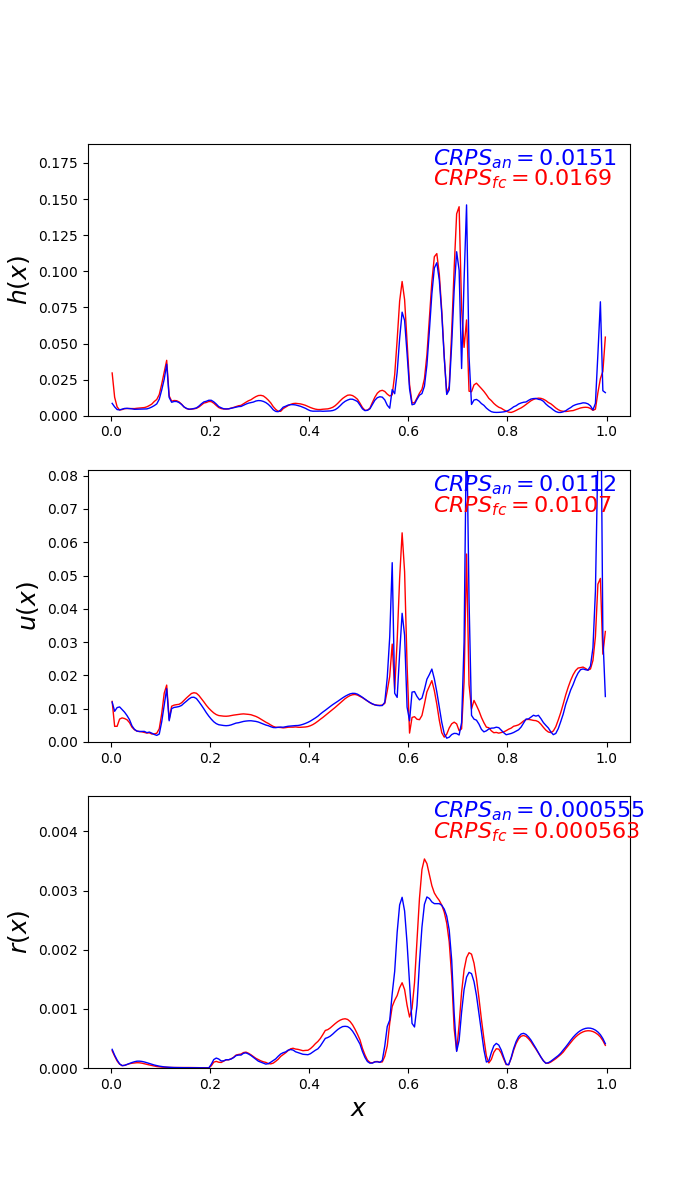 CRPS_an = 0.0151
CRPS_fc = 0.0169
0.175
0.150
0.125
0.100
0.075
0.050
0.025
0.000
h(x)
0.0 0.2 0.4 0.6 0.8 1.0
CRPS_an = 0.0112
CRPS_fc = 0.0107
0.08
0.07
0.06
0.05
0.04
0.03
0.02
0.01
0.00
u(x)
0.0 0.2 0.4 0.6 0.8 1.0
CRPS_an = 0.000555
CRPS_fc = 0.000563
0.004
0.003
0.002
0.001
0.000
r(x)
0.0 0.2 0.4 0.6 0.8 1.0
x